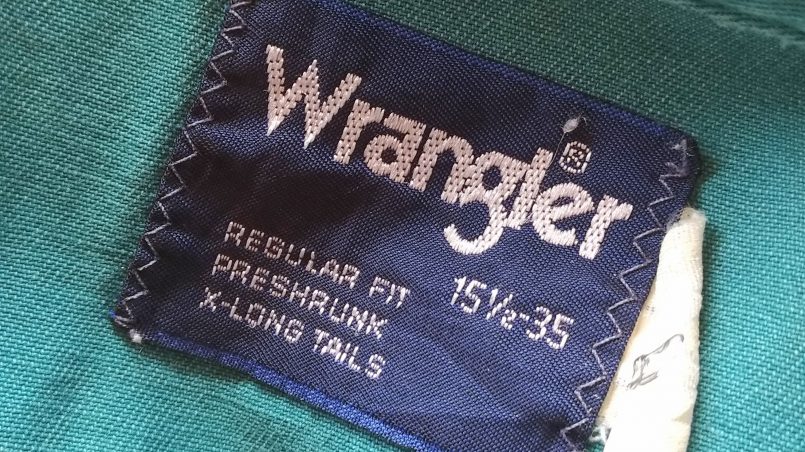 Wrangler®
REGULAR FIT
PRESHRUNK
X-LONG TAILS
15½-35